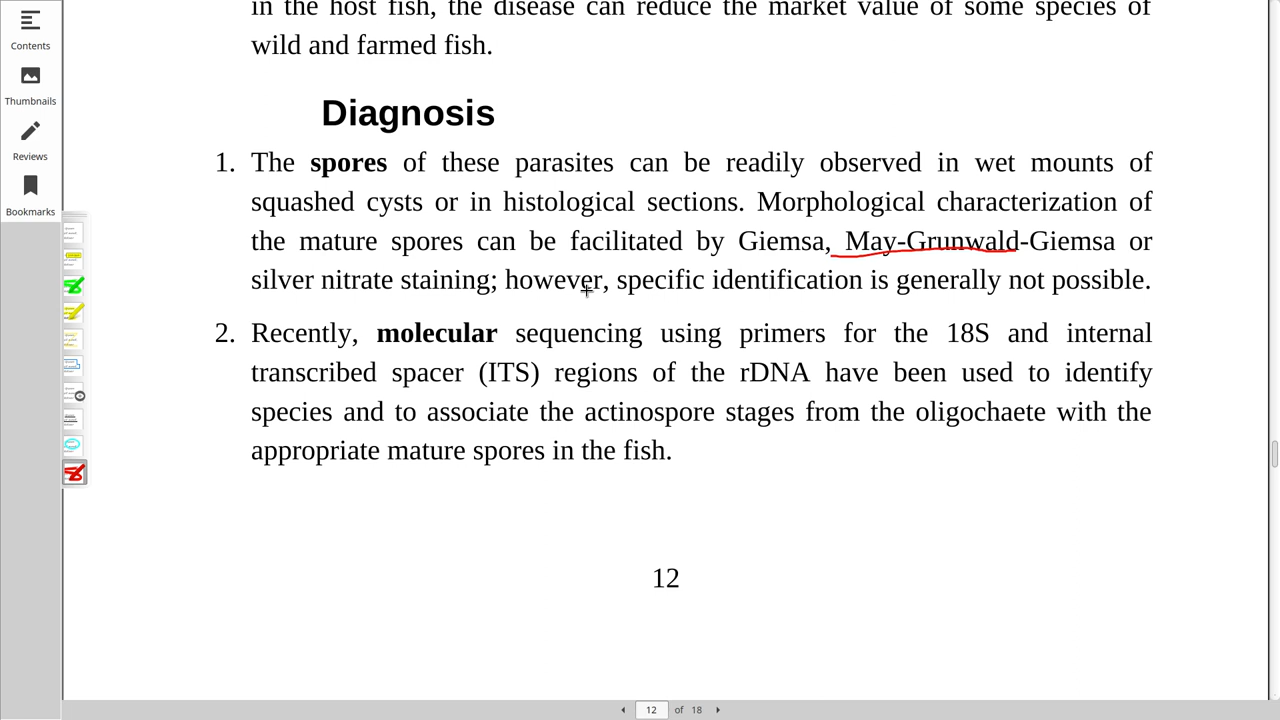 Contents
Thumbnails
Reviews
Bookmarks
in the host fish, the disease can reduce the market value of some species of
wild and farmed fish.
Diagnosis
1. The spores of these parasites can be readily observed in wet mounts of
squashed cysts or in histological sections. Morphological characterization of
the mature spores can be facilitated by Giemsa, May-Grunwald-Giemsa or
silver nitrate staining; however, specific identification is generally not possible.
2. Recently, molecular sequencing using primers for the 18S and internal
transcribed spacer (ITS) regions of the rDNA have been used to identify
species and to associate the actinospore stages from the oligochaete with the
appropriate mature spores in the fish.
12
12 of 18